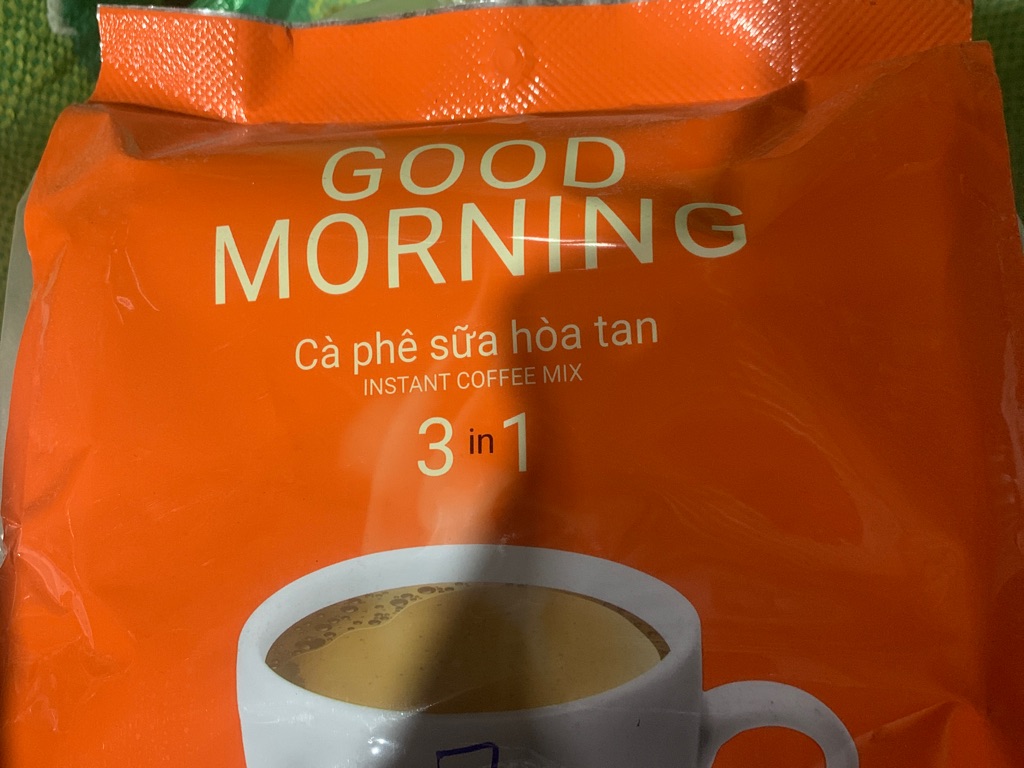 GOOD
MORNING
Cà phê sữa hòa tan
INSTANT COFFEE MIX
3 in 1